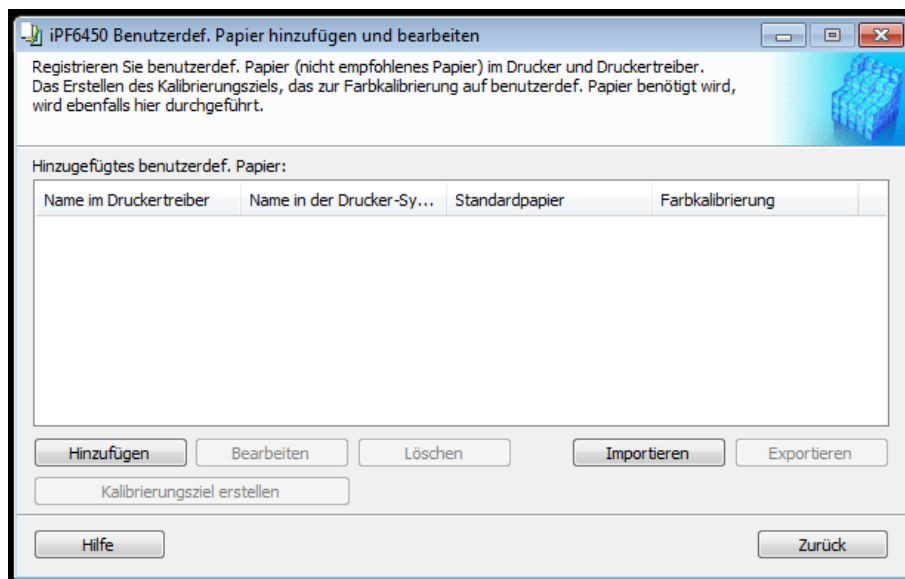 iPF6450 Benutzerdef. Papier hinzufügen und bearbeiten
Registrieren Sie benutzerdef. Papier (nicht empfohlenes Papier) im Drucker und Druckertreiber.
Das Erstellen des Kalibrierungsziels, das zur Farbkalibrierung auf benutzerdef. Papier benötigt wird,
wird ebenfalls hier durchgeführt.
Hinzugefügtes benutzerdef. Papier:
Name im Druckertreiber Name in der Drucker-Sy... Standardpapier Farbkalibrierung
Hinzufügen Bearbeiten Löschen Importieren Exportieren
Kalibrierungsziel erstellen
Hilfe Zurück